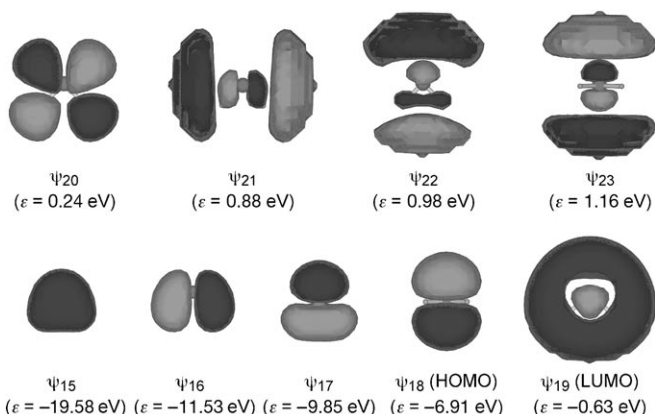 ψ20 ψ21 ψ22 ψ23
(ε = 0.24 eV) (ε = 0.88 eV) (ε = 0.98 eV) (ε = 1.16 eV)
ψ15 ψ16 ψ17 ψ18 (HOMO) ψ19 (LUMO)
(ε = –19.58 eV) (ε = –11.53 eV) (ε = –9.85 eV) (ε = –6.91 eV) (ε = –0.63 eV)